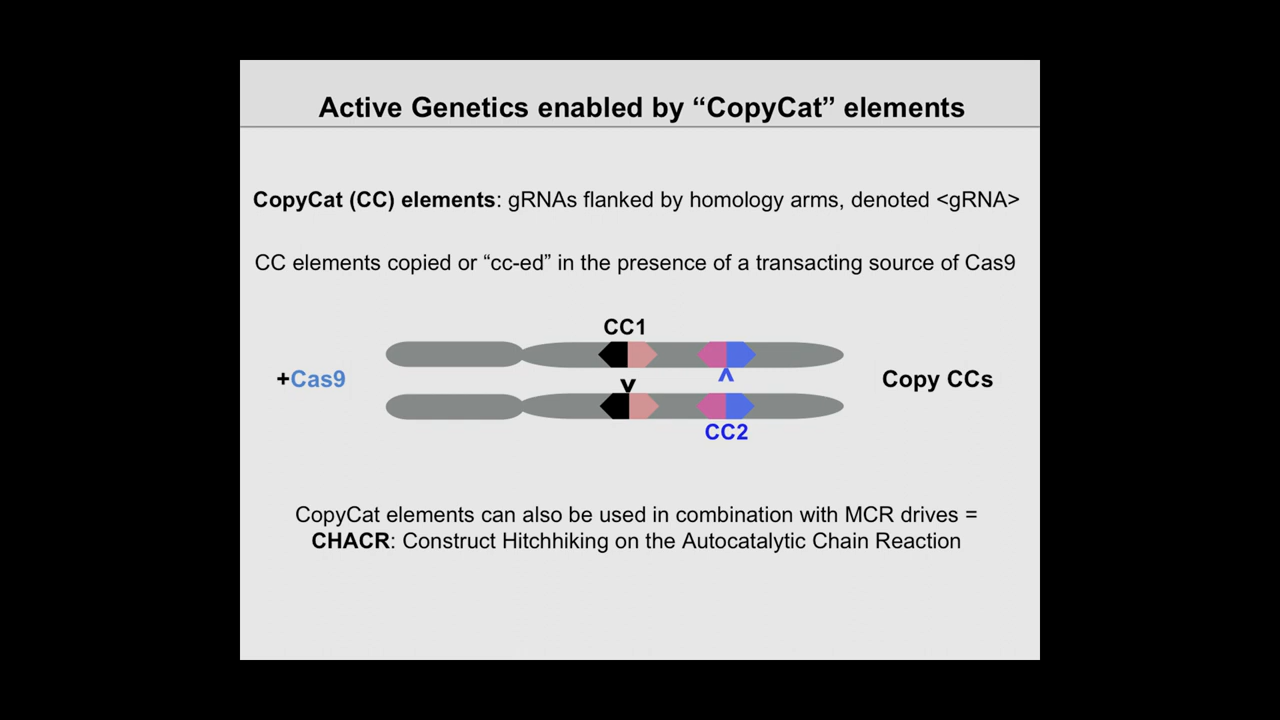 Active Genetics enabled by “CopyCat” elements
CopyCat (CC) elements: gRNAs flanked by homology arms, denoted <gRNA>
CC elements copied or “cc-ed” in the presence of a transacting source of Cas9
CC1
+Cas9
Copy CCs
CC2
CopyCat elements can also be used in combination with MCR drives =
CHACR: Construct Hitchhiking on the Autocatalytic Chain Reaction